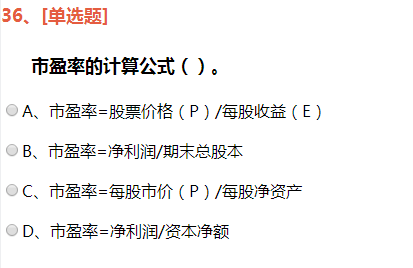 36、[单选题]
市盈率的计算公式（ ）。
A、市盈率=股票价格（P）/每股收益（E）
B、市盈率=净利润/期末总股本
C、市盈率=每股市价（P）/每股净资产
D、市盈率=净利润/资本净额